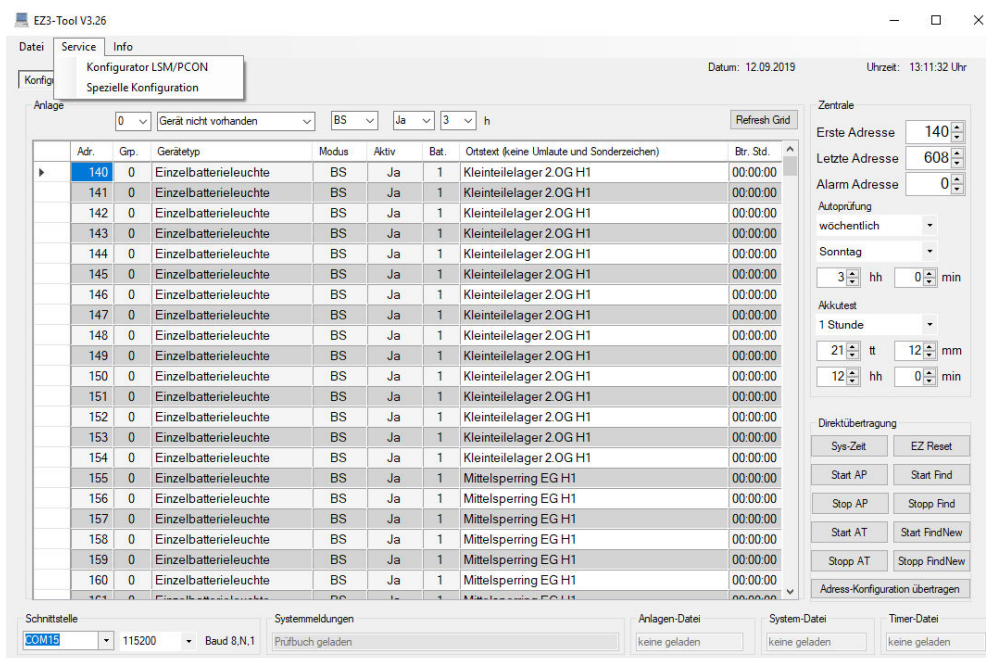 EZ3-Tool V3.26
Datei Service Info
Konfigurator LSM/PCON
Spezielle Konfiguration
Datum: 12.09.2019 Uhrzeit: 13:11:32 Uhr
Konfig
Anlage
0 Gerät nicht vorhanden BS Ja 3 h Refresh Grid
Adr. Grp. Gerätetyp Modus Aktiv Bat. Ortstext (keine Umlaute und Sonderzeichen) Btr. Std.
140 0 Einzelbatterieleuchte BS Ja 1 Kleinteilelager 2.OG H1 00:00:00
141 0 Einzelbatterieleuchte BS Ja 1 Kleinteilelager 2.OG H1 00:00:00
142 0 Einzelbatterieleuchte BS Ja 1 Kleinteilelager 2.OG H1 00:00:00
143 0 Einzelbatterieleuchte BS Ja 1 Kleinteilelager 2.OG H1 00:00:00
144 0 Einzelbatterieleuchte BS Ja 1 Kleinteilelager 2.OG H1 00:00:00
145 0 Einzelbatterieleuchte BS Ja 1 Kleinteilelager 2.OG H1 00:00:00
146 0 Einzelbatterieleuchte BS Ja 1 Kleinteilelager 2.OG H1 00:00:00
147 0 Einzelbatterieleuchte BS Ja 1 Kleinteilelager 2.OG H1 00:00:00
148 0 Einzelbatterieleuchte BS Ja 1 Kleinteilelager 2.OG H1 00:00:00
149 0 Einzelbatterieleuchte BS Ja 1 Kleinteilelager 2.OG H1 00:00:00
150 0 Einzelbatterieleuchte BS Ja 1 Kleinteilelager 2.OG H1 00:00:00
151 0 Einzelbatterieleuchte BS Ja 1 Kleinteilelager 2.OG H1 00:00:00
152 0 Einzelbatterieleuchte BS Ja 1 Kleinteilelager 2.OG H1 00:00:00
153 0 Einzelbatterieleuchte BS Ja 1 Kleinteilelager 2.OG H1 00:00:00
154 0 Einzelbatterieleuchte BS Ja 1 Kleinteilelager 2.OG H1 00:00:00
155 0 Einzelbatterieleuchte BS Ja 1 Mittelsperring EG H1 00:00:00
156 0 Einzelbatterieleuchte BS Ja 1 Mittelsperring EG H1 00:00:00
157 0 Einzelbatterieleuchte BS Ja 1 Mittelsperring EG H1 00:00:00
158 0 Einzelbatterieleuchte BS Ja 1 Mittelsperring EG H1 00:00:00
159 0 Einzelbatterieleuchte BS Ja 1 Mittelsperring EG H1 00:00:00
160 0 Einzelbatterieleuchte BS Ja 1 Mittelsperring EG H1 00:00:00
161 0 Einzelbatterieleuchte BS Ja 1 Mittelsperring EG H1 00:00:00
Zentrale
Erste Adresse 140
Letzte Adresse 608
Alarm Adresse 0
Autoprüfung
wöchentlich
Sonntag
3 hh 0 min
Akkutest
1 Stunde
21 tt 12 mm
12 hh 0 min
Direktübertragung
Sys-Zeit EZ Reset
Start AP Start Find
Stop AP Stopp Find
Start AT Start FindNew
Stopp AT Stopp FindNew
Adress-Konfiguration übertragen
Schnittstelle Systemmeldungen Anlagen-Datei System-Datei Timer-Datei
COM15 115200 Baud 8,N,1 Prüfbuch geladen keine geladen keine geladen keine geladen